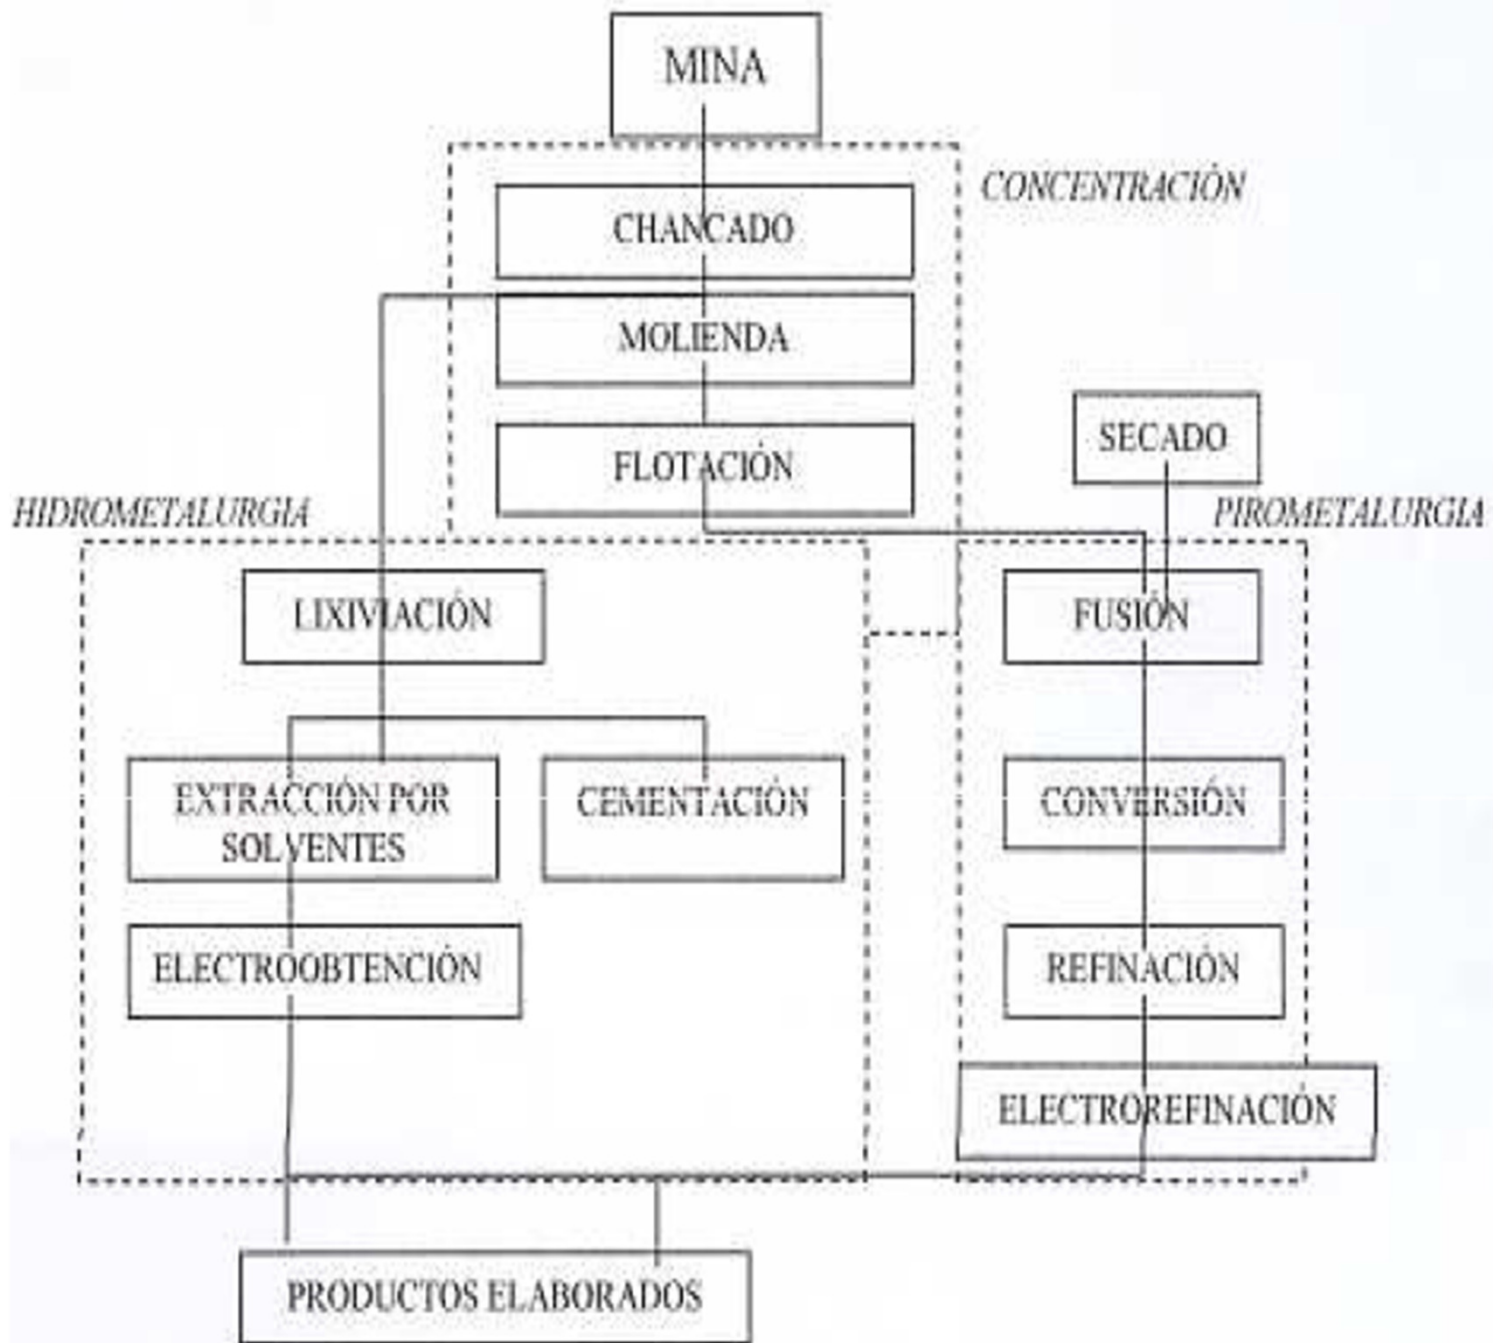 MINA
CONCENTRACIÓN
CHANCADO
MOLIENDA
SECADO
FLOTACIÓN
HIDROMETALURGIA
PIROMETALURGIA
LIXIVIACIÓN
FUSIÓN
EXTRACCIÓN POR
SOLVENTES
CEMENTACIÓN
CONVERSIÓN
ELECTROOBTENCIÓN
REFINACIÓN
ELECTROREFINACIÓN
PRODUCTOS ELABORADOS